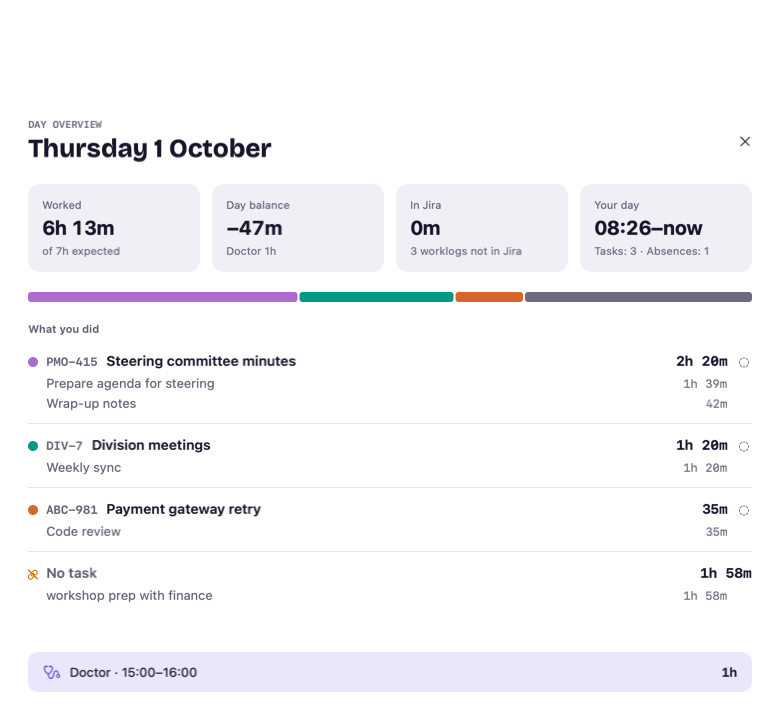 DAY OVERVIEW
Thursday 1 October
Worked
6h 13m
of 7h expected
Day balance
−47m
Doctor 1h
In Jira
0m
3 worklogs not in Jira
Your day
08:26–now
Tasks: 3 · Absences: 1
What you did
PMO-415 Steering committee minutes 2h 20m
Prepare agenda for steering 1h 39m
Wrap-up notes 42m
DIV-7 Division meetings 1h 20m
Weekly sync 1h 20m
ABC-981 Payment gateway retry 35m
Code review 35m
No task 1h 58m
workshop prep with finance 1h 58m
Doctor · 15:00–16:00 1h